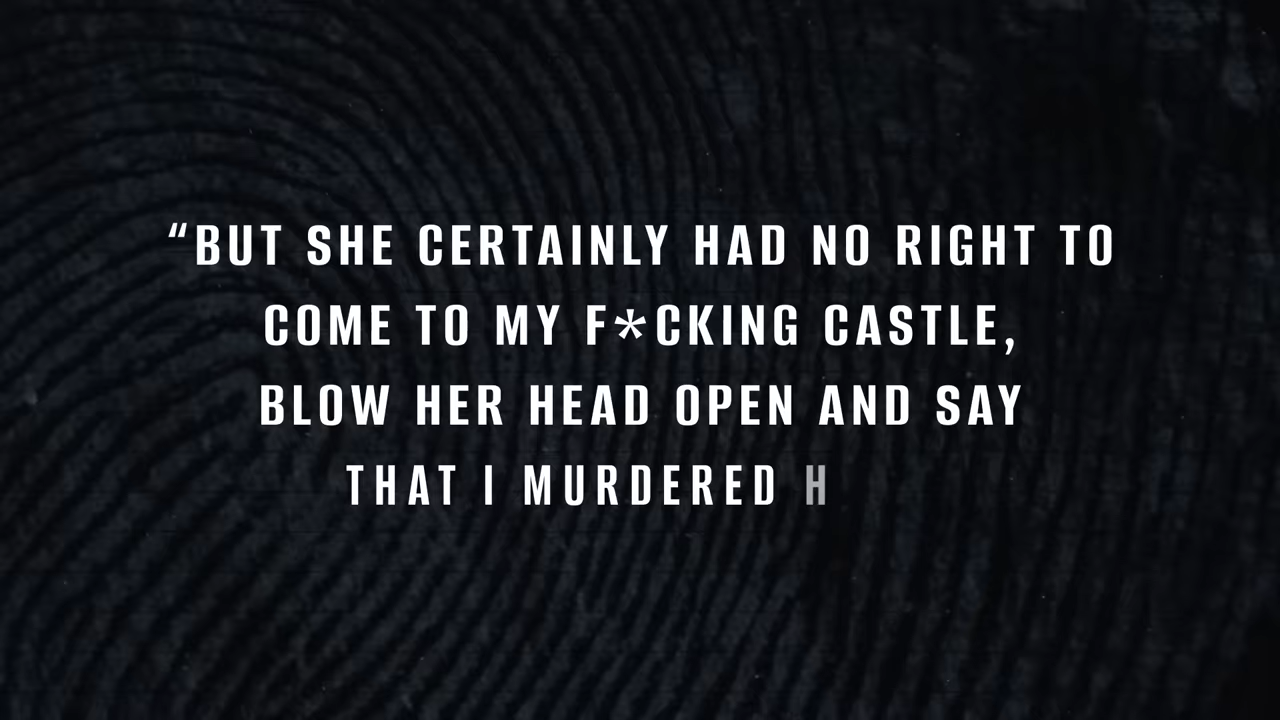 “BUT SHE CERTAINLY HAD NO RIGHT TO
COME TO MY F*CKING CASTLE,
BLOW HER HEAD OPEN AND SAY
THAT I MURDERED H